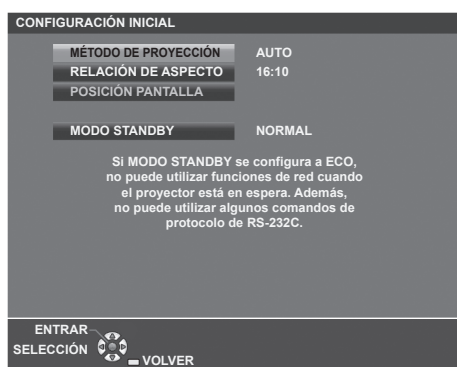 CONFIGURACIÓN INICIAL
MÉTODO DE PROYECCIÓN AUTO
RELACIÓN DE ASPECTO 16:10
POSICIÓN PANTALLA
MODO STANDBY NORMAL
Si MODO STANDBY se configura a ECO,
no puede utilizar funciones de red cuando
el proyector está en espera. Además,
no puede utilizar algunos comandos de
protocolo de RS-232C.
ENTRAR
SELECCIÓN
VOLVER